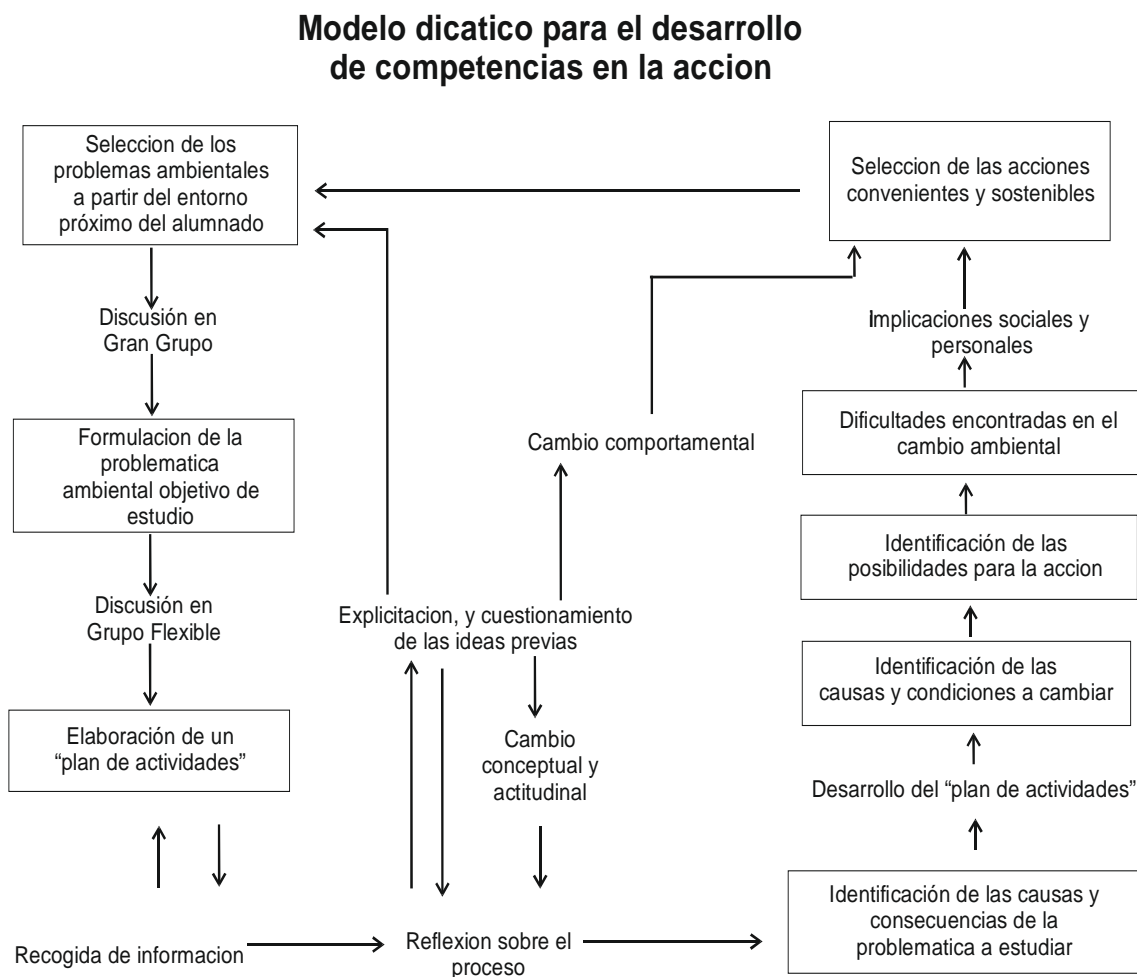 Modelo dicatico para el desarrollo
de competencias en la accion
Seleccion de los
problemas ambientales
a partir del entorno
próximo del alumnado
Discusión en
Gran Grupo
Formulacion de la
problematica
ambiental objetivo de
estudio
Discusión en
Grupo Flexible
Elaboración de un
“plan de actividades”
Recogida de informacion
Explicitacion, y cuestionamiento
de las ideas previas
Cambio comportamental
Cambio
conceptual y
actitudinal
Reflexion sobre el
proceso
Seleccion de las acciones
convenientes y sostenibles
Implicaciones sociales y
personales
Dificultades encontradas en el
cambio ambiental
Identificación de las
posibilidades para la accion
Identificación de las
causas y condiciones a cambiar
Desarrollo del “plan de actividades”
Identificación de las causas y
consecuencias de la
problematica a estudiar